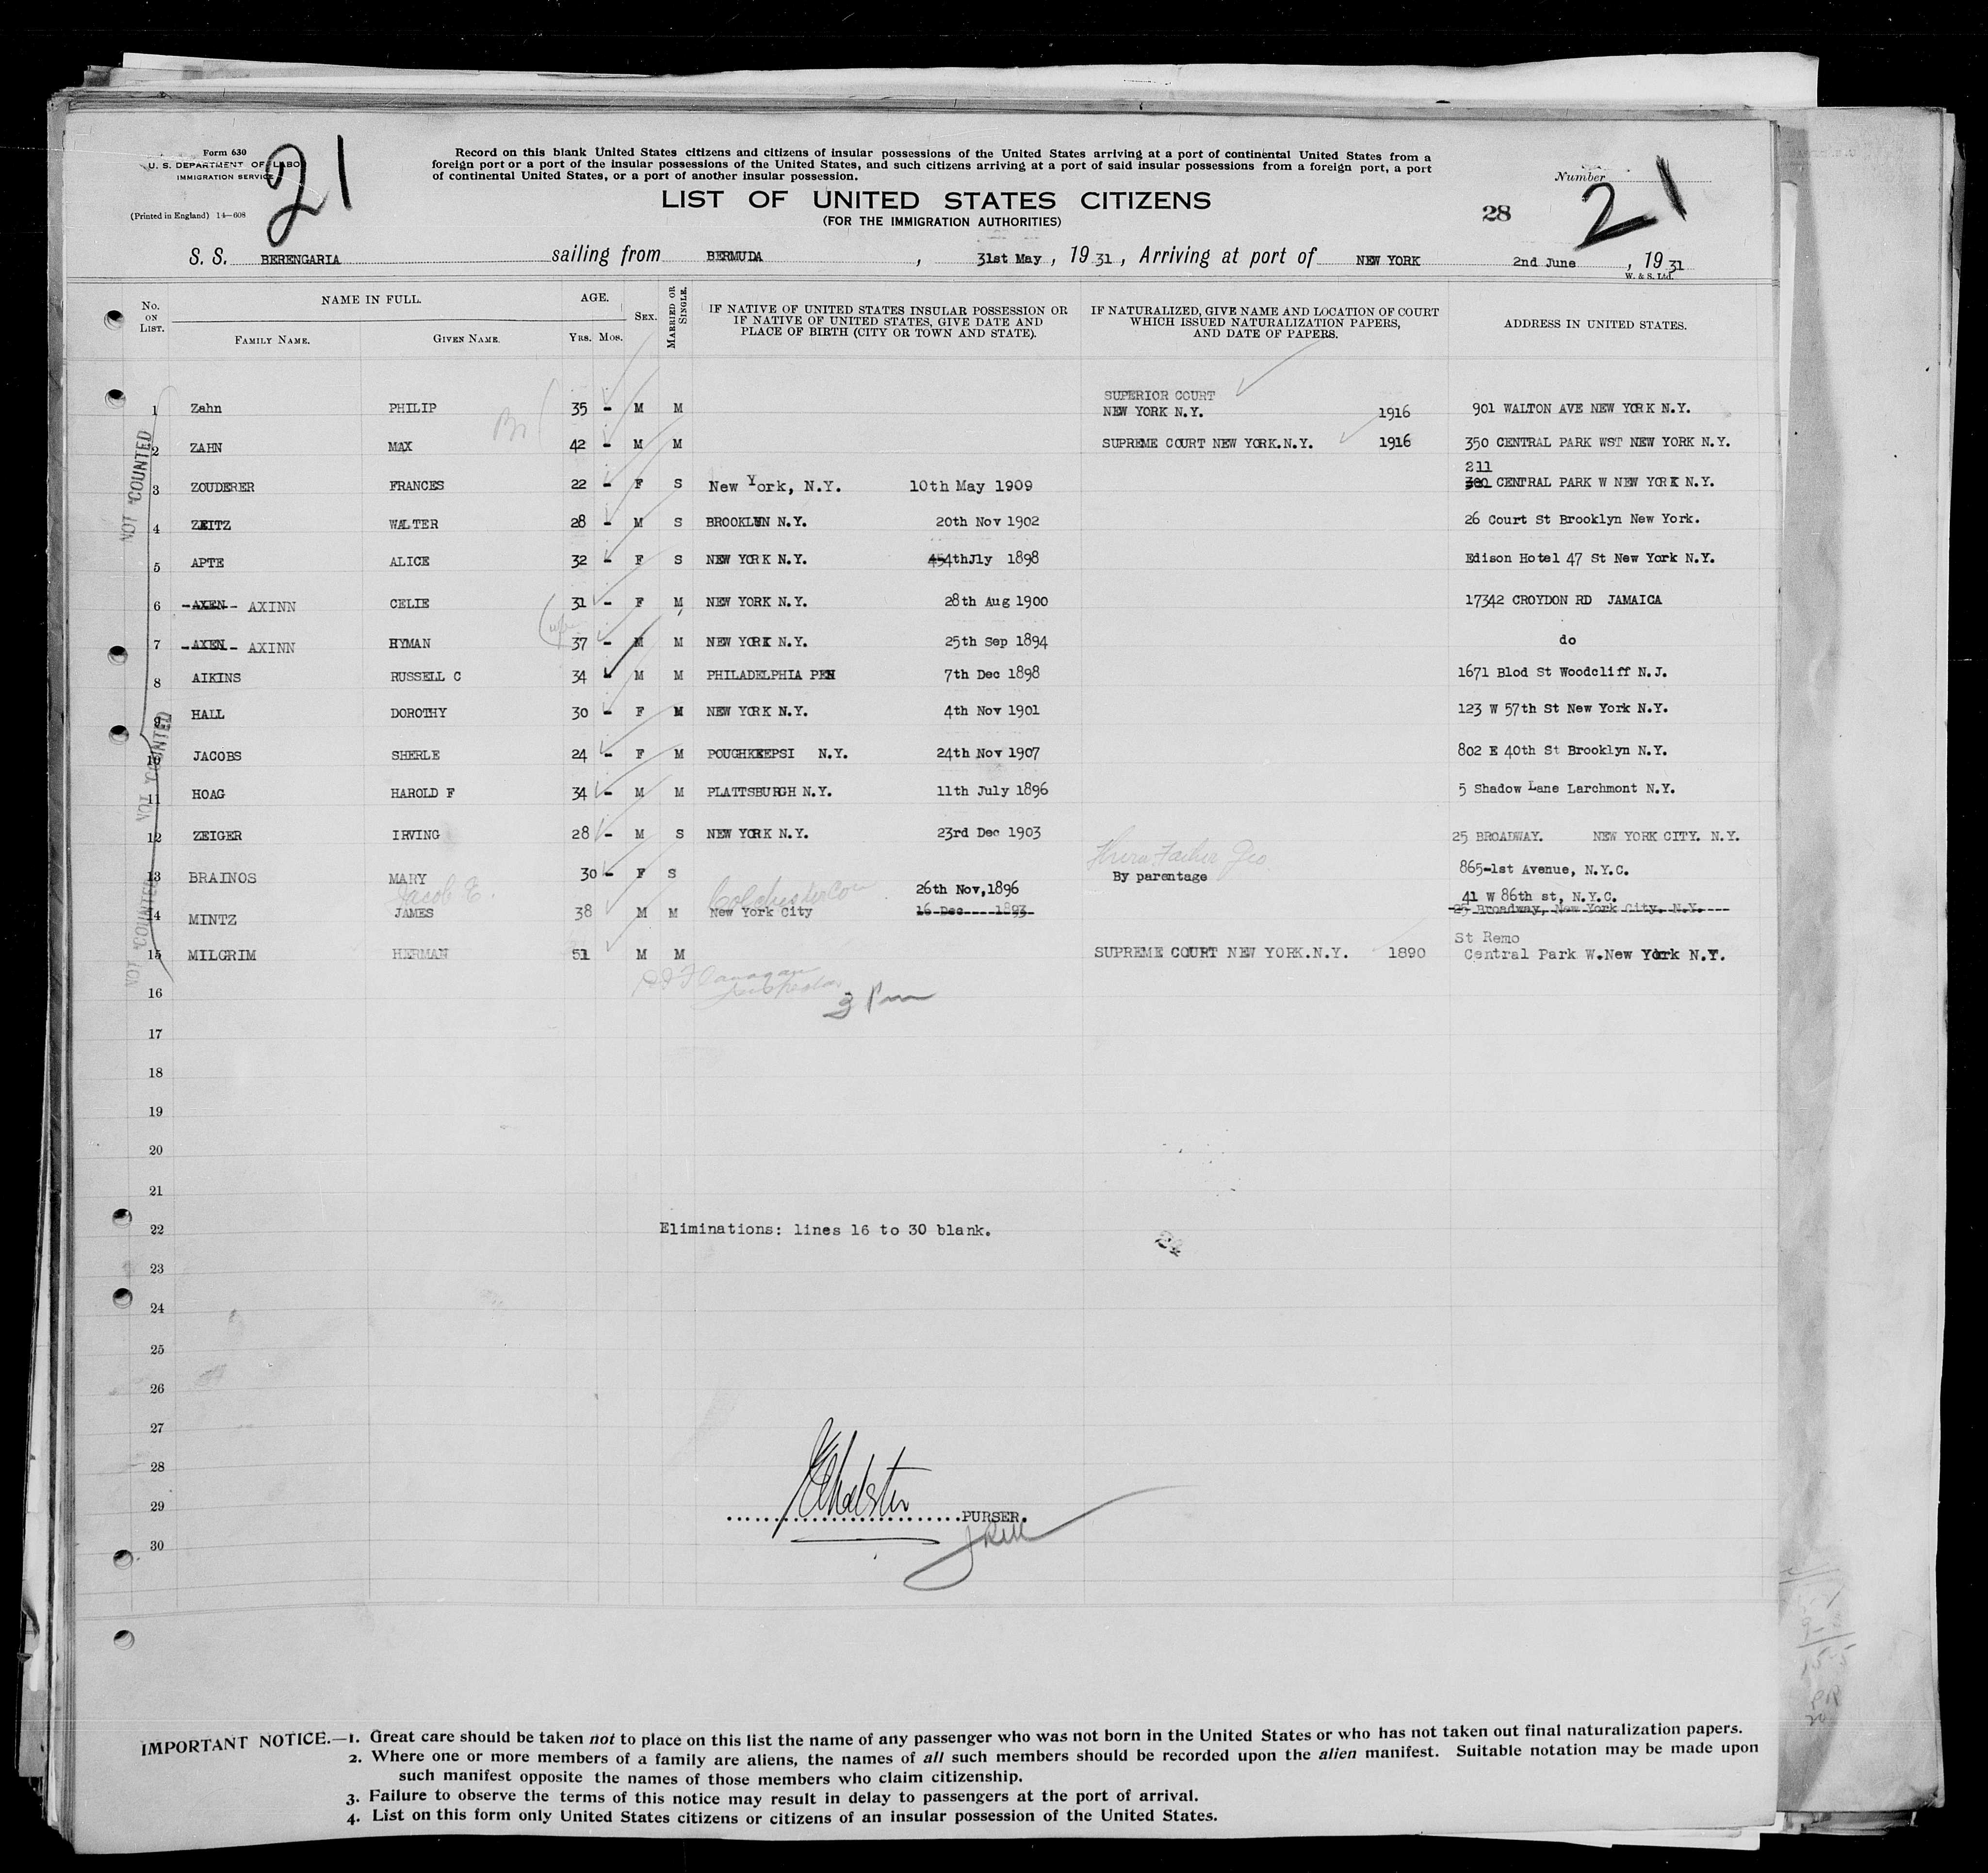 Form 630
U. S. DEPARTMENT OF LABO
IMMIGRATION SERVICE
(Printed in England) 14—608
21
Record on this blank United States citizens and citizens of insular possessions of the United States arriving at a port of continental United States from a
foreign port or a port of the insular possessions of the United States, and such citizens arriving at a port of said insular possessions from a foreign port, a port
of continental United States, or a port of another insular possession.
LIST OF UNITED STATES CITIZENS
(FOR THE IMMIGRATION AUTHORITIES)
28
Number
21
S. S. BERENGARIA sailing from BERMUDA, 31st May, 19 31, Arriving at port of NEW YORK 2nd June, 19 31
W. & S. Ltd.
No. ON LIST. NAME IN FULL. FAMILY NAME. GIVEN NAME. AGE. Yrs. Mos. SEX. MARRIED OR SINGLE.
IF NATIVE OF UNITED STATES INSULAR POSSESSION OR
IF NATIVE OF UNITED STATES, GIVE DATE AND
PLACE OF BIRTH (CITY OR TOWN AND STATE).
IF NATURALIZED, GIVE NAME AND LOCATION OF COURT
WHICH ISSUED NATURALIZATION PAPERS,
AND DATE OF PAPERS.
ADDRESS IN UNITED STATES.
SUPERIOR COURT
1 Zahn PHILIP 35 - M M NEW YORK N.Y. 1916 901 WALTON AVE NEW YORK N.Y.
2 ZAHN MAX 42 - M M SUPREME COURT NEW YORK.N.Y. 1916 350 CENTRAL PARK WST NEW YORK N.Y.
211
3 ZOUDERER FRANCES 22 - F S New York, N.Y. 10th May 1909 300 CENTRAL PARK W NEW YORK N.Y.
4 ZEITZ WALTER 28 - M S BROOKLYN N.Y. 20th Nov 1902 26 Court St Brooklyn New York.
5 APTE ALICE 32 - F S NEW YORK N.Y. 454thJly 1898 Edison Hotel 47 St New York N.Y.
6 -AXEN- AXINN CELIE 31 - F M NEW YORK N.Y. 28th Aug 1900 17342 CROYDON RD JAMAICA
7 -AXEN- AXINN HYMAN 37 - M M NEW YORK N.Y. 25th Sep 1894 do
8 AIKINS RUSSELL C 34 - M M PHILADELPHIA PEN 7th Dec 1898 1671 Blod St Woodcliff N.J.
9 HALL DOROTHY 30 - F M NEW YORK N.Y. 4th Nov 1901 123 W 57th St New York N.Y.
10 JACOBS SHERLE 24 - F M POUGHKEEPSI N.Y. 24th Nov 1907 802 E 40th St Brooklyn N.Y.
11 HOAG HAROLD F 34 - M M PLATTSBURGH N.Y. 11th July 1896 5 Shadow Lane Larchmont N.Y.
12 ZEIGER IRVING 28 - M S NEW YORK N.Y. 23rd Dec 1903 25 BROADWAY. NEW YORK CITY. N.Y.
Father Geo
13 BRAINOS MARY 30 - F S By parentage 865-1st Avenue, N.Y.C.
Jacob E. Colchester Con 26th Nov,1896 41 W 86th st, N.Y.C.
14 MINTZ JAMES 38 M M New York City 16 Dec 1893 25 Broadway, New York City. N.Y.
St Remo
15 MILGRIM HERMAN 51 M M SUPREME COURT NEW YORK.N.Y. 1890 Central Park W.New York N.Y.
NOT COUNTED
NOT COUNTED
NOT COUNTED
Flanagan
Inspector
3 Pm
16
17
18
19
20
21
22 Eliminations: lines 16 to 30 blank.
23
24
25
26
27
28
29
PURSER.
30
IMPORTANT NOTICE.—1. Great care should be taken not to place on this list the name of any passenger who was not born in the United States or who has not taken out final naturalization papers.
2. Where one or more members of a family are aliens, the names of all such members should be recorded upon the alien manifest. Suitable notation may be made upon
such manifest opposite the names of those members who claim citizenship.
3. Failure to observe the terms of this notice may result in delay to passengers at the port of arrival.
4. List on this form only United States citizens or citizens of an insular possession of the United States.